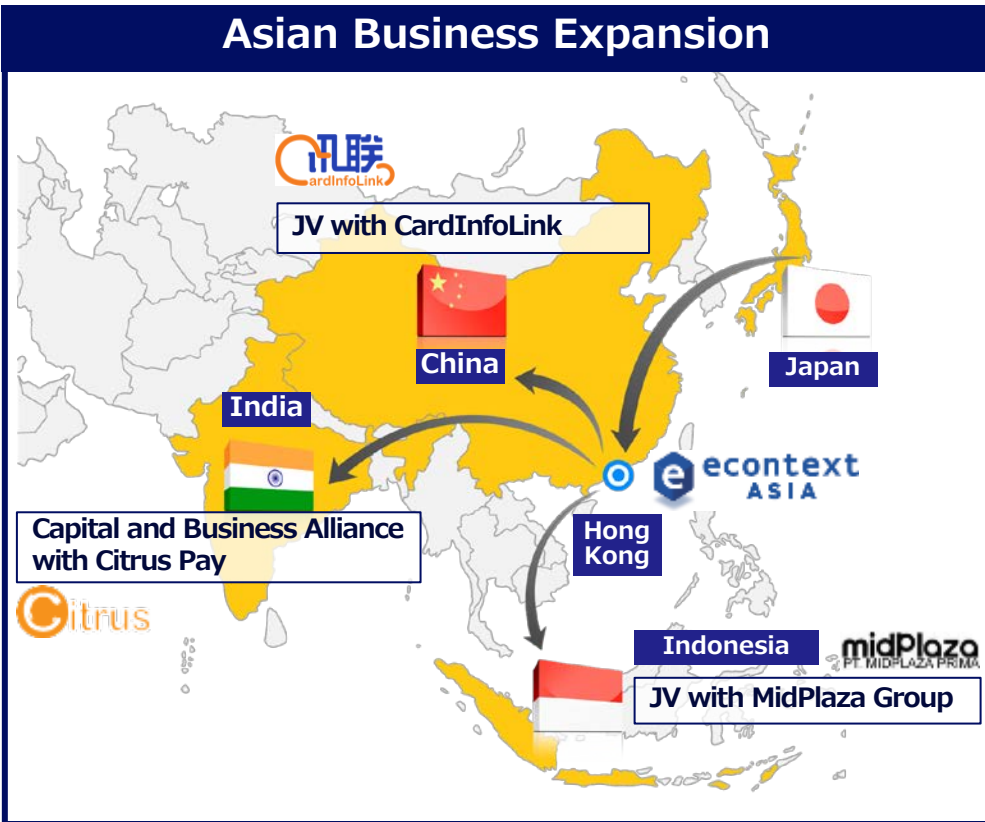 Asian Business Expansion
讯联
CardInfoLink
JV with CardInfoLink
China
Japan
India
econtext
ASIA
Capital and Business Alliance
with Citrus Pay
Hong
Kong
Citrus
Indonesia
midPlaza
PT. MIDPLAZA PRIMA
JV with MidPlaza Group